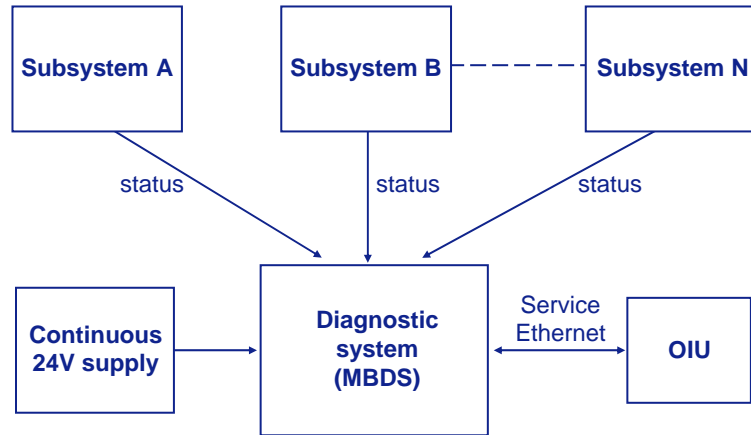 Subsystem A
Subsystem B
Subsystem N
status
status
status
Continuous
24V supply
Diagnostic
system
(MBDS)
Service
Ethernet
OIU